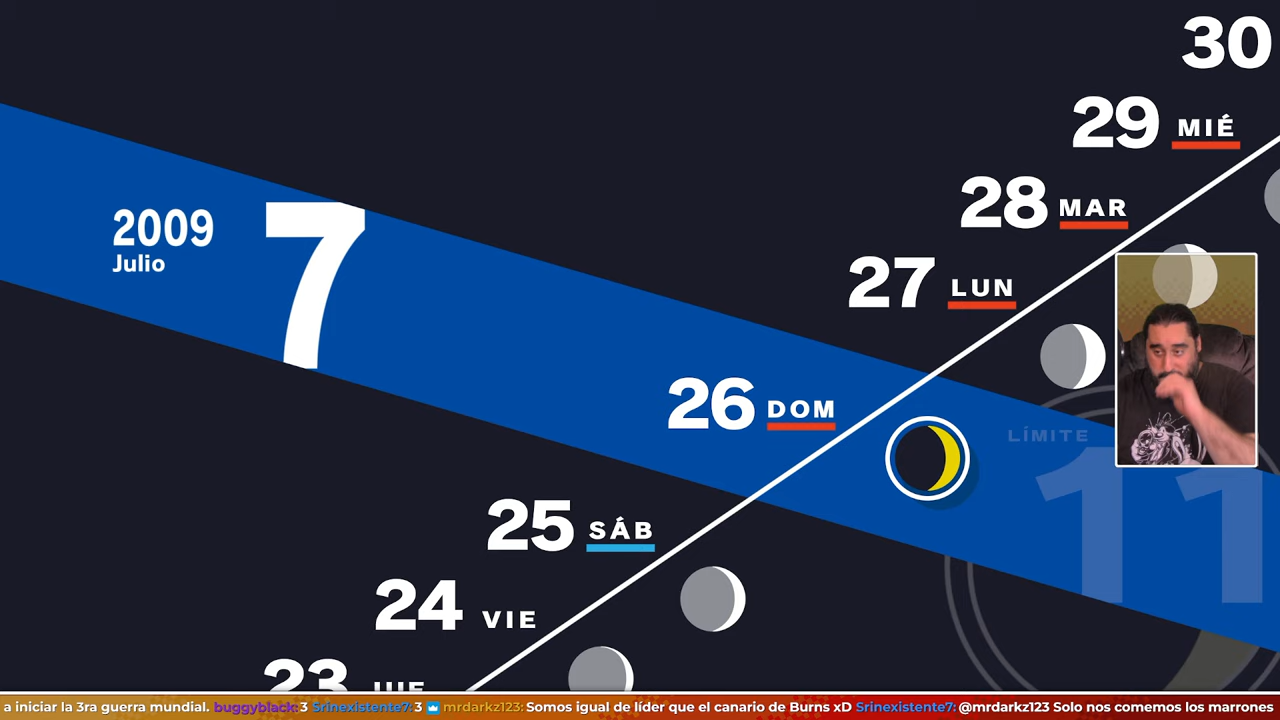 30
29 MIÉ
28 MAR
27 LUN
2009
Julio
7
26 DOM
LÍMITE
11
25 SÁB
24 VIE
23 JUE
a iniciar la 3ra guerra mundial. buggyblack: 3 Srinexistente7: 3 mrdarkz123: Somos igual de líder que el canario de Burns xD Srinexistente7: @mrdarkz123 Solo nos comemos los marrones